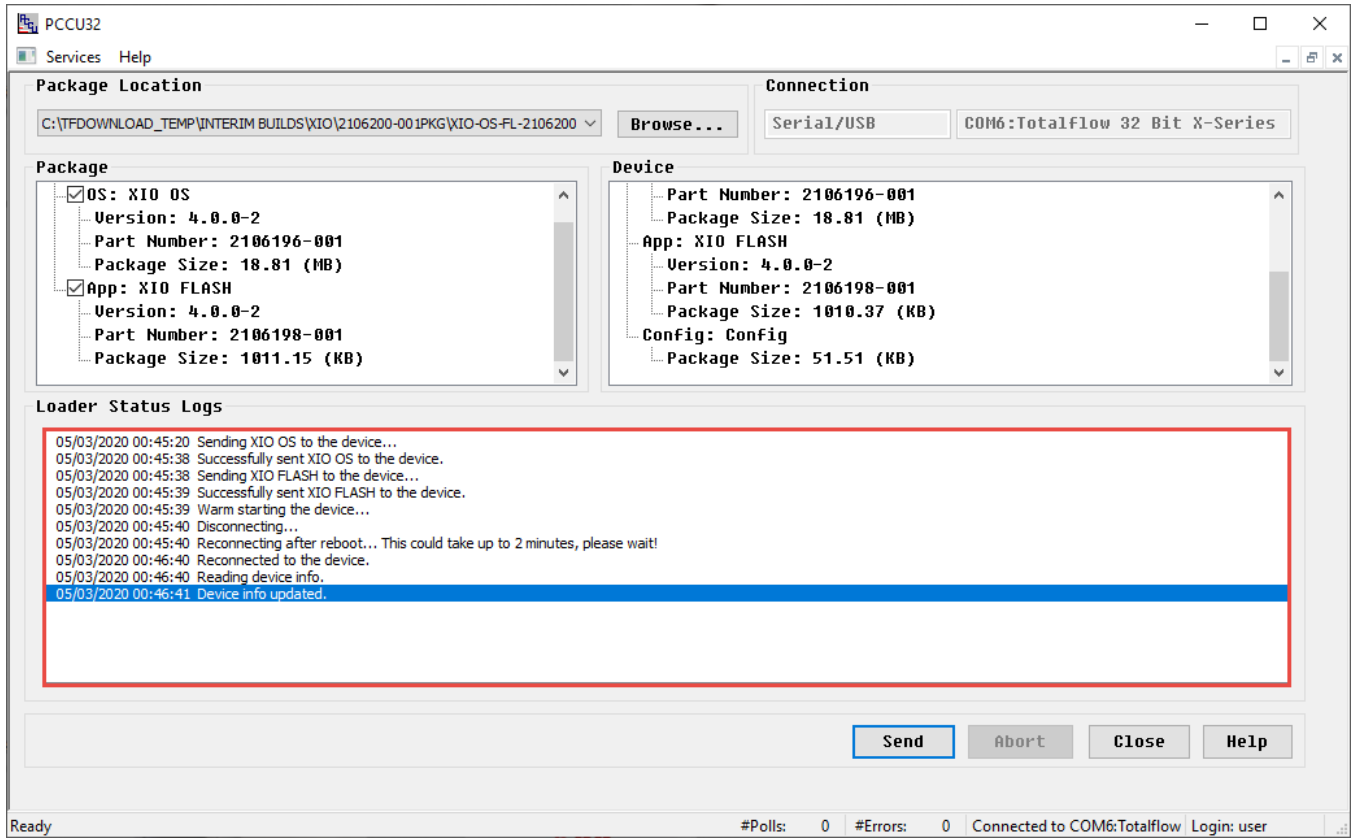 PCCU32
Services Help
Package Location
C:\TFDOWNLOAD_TEMP\INTERIM BUILDS\XIO\2106200-001PKG\XIO-OS-FL-2106200
Browse...
Connection
Serial/USB
COM6:Totalflow 32 Bit X-Series
Package
OS: XIO OS
Version: 4.0.0-2
Part Number: 2106196-001
Package Size: 18.81 (MB)
App: XIO FLASH
Version: 4.0.0-2
Part Number: 2106198-001
Package Size: 1011.15 (KB)
Device
Part Number: 2106196-001
Package Size: 18.81 (MB)
App: XIO FLASH
Version: 4.0.0-2
Part Number: 2106198-001
Package Size: 1010.37 (KB)
Config: Config
Package Size: 51.51 (KB)
Loader Status Logs
05/03/2020 00:45:20 Sending XIO OS to the device...
05/03/2020 00:45:38 Successfully sent XIO OS to the device.
05/03/2020 00:45:38 Sending XIO FLASH to the device...
05/03/2020 00:45:39 Successfully sent XIO FLASH to the device.
05/03/2020 00:45:39 Warm starting the device...
05/03/2020 00:45:40 Disconnecting...
05/03/2020 00:45:40 Reconnecting after reboot... This could take up to 2 minutes, please wait!
05/03/2020 00:46:40 Reconnected to the device.
05/03/2020 00:46:40 Reading device info.
05/03/2020 00:46:41 Device info updated.
Send Abort Close Help
Ready #Polls: 0 #Errors: 0 Connected to COM6:Totalflow Login: user